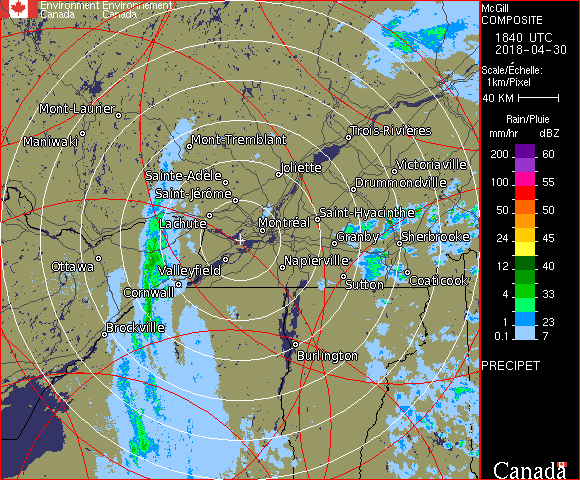 Environment Environnement
Canada Canada
McGill
COMPOSITE
1840 UTC
2018-04-30
Scale/Échelle:
1km/Pixel
40 KM
Rain/Pluie
mm/hr dBZ
200 60
100 55
50 50
24 45
12 40
4 33
1 23
0.1 7
PRECIPET
Canada
Mont-Laurier
Maniwaki
Mont-Tremblant
Trois-Rivières
Joliette
Victoriaville
Sainte-Adèle
Drummondville
Saint-Jérôme
Saint-Hyacinthe
Lachute
Montréal
Granby
Sherbrooke
Ottawa
Valleyfield
Napierville
Coaticook
Sutton
Cornwall
Brockville
Burlington